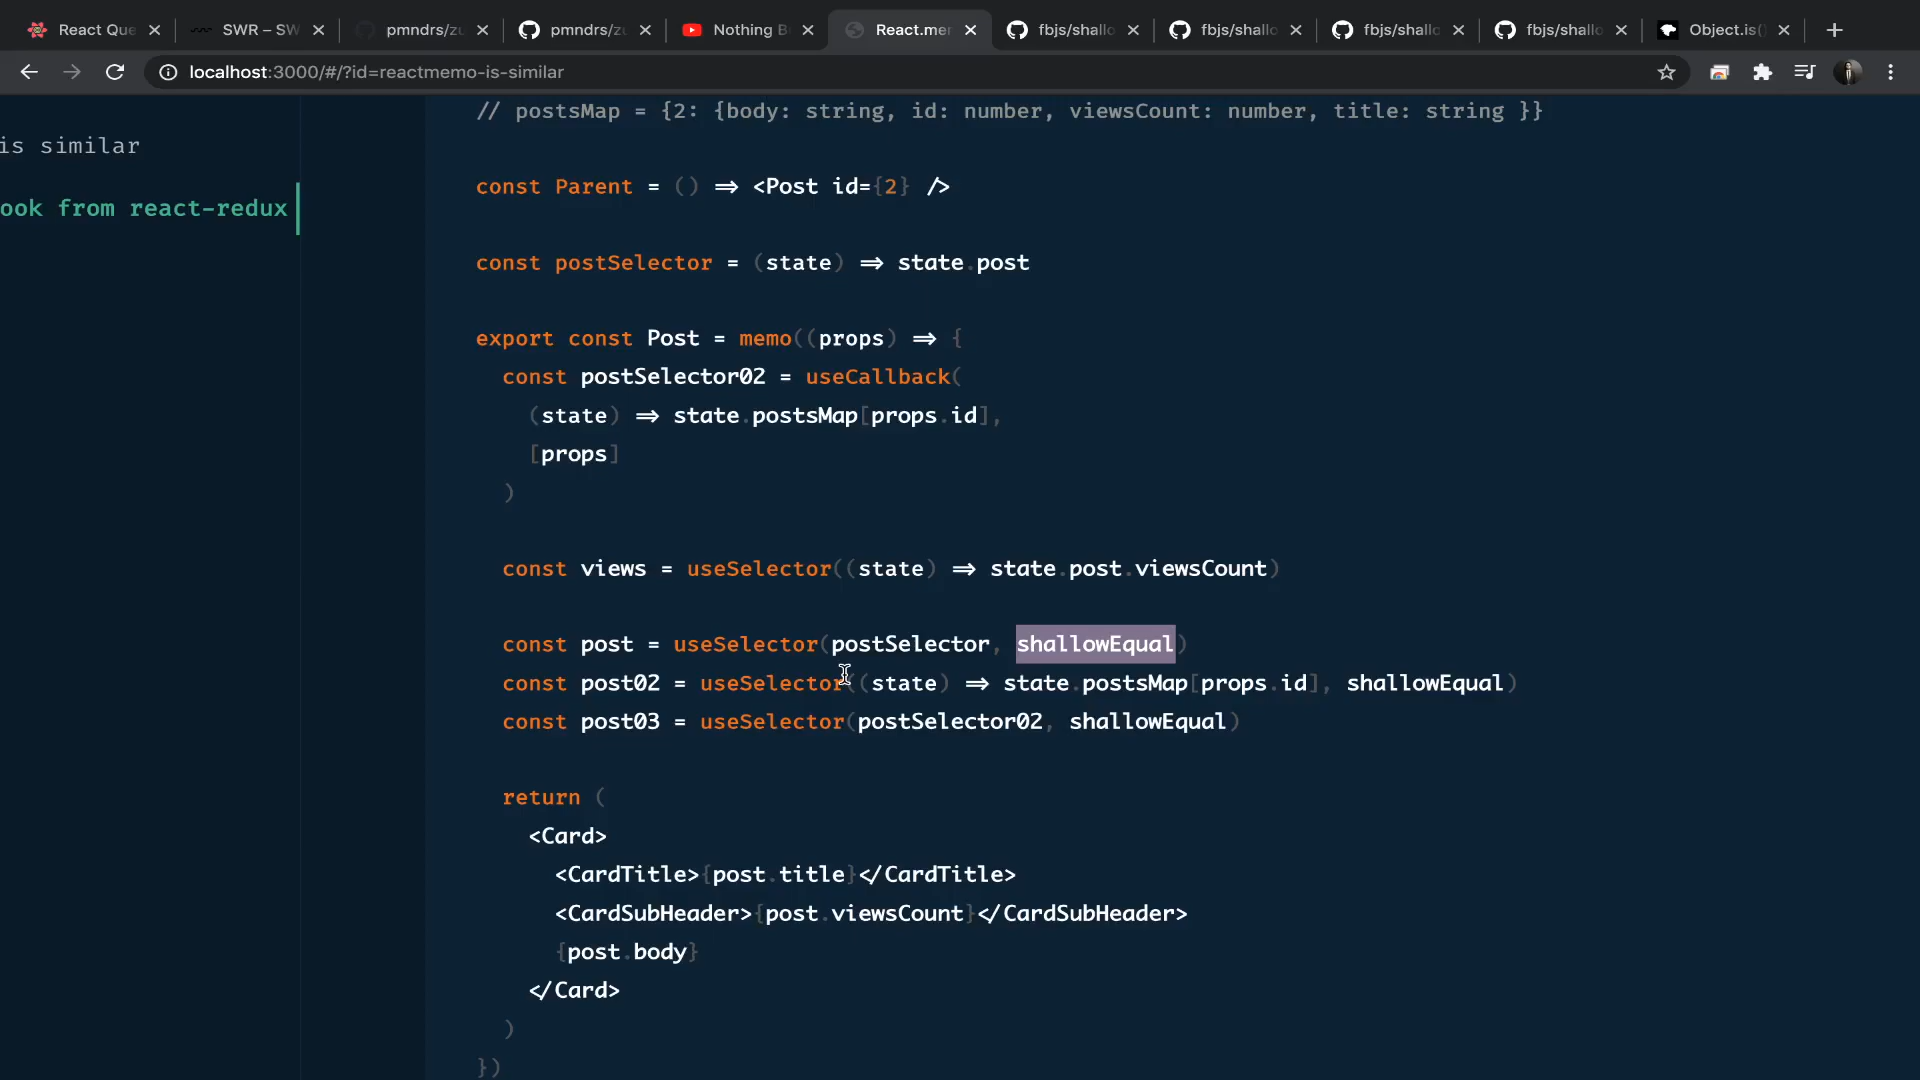 React Que
SWR – SW
pmndrs/zu
pmndrs/zu
Nothing B
React.mer
fbjs/shallo
fbjs/shallo
fbjs/shallo
fbjs/shallo
Object.is()
localhost:3000/#/?id=reactmemo-is-similar
is similar
ook from react-redux
// postsMap = {2: {body: string, id: number, viewsCount: number, title: string }}
const Parent = () => <Post id={2} />
const postSelector = (state) => state.post
export const Post = memo((props) => {
const postSelector02 = useCallback(
(state) => state.postsMap[props.id],
[props]
)
const views = useSelector((state) => state.post.viewsCount)
const post = useSelector(postSelector, shallowEqual)
const post02 = useSelector((state) => state.postsMap[props.id], shallowEqual)
const post03 = useSelector(postSelector02, shallowEqual)
return (
<Card>
<CardTitle>{post.title}</CardTitle>
<CardSubHeader>{post.viewsCount}</CardSubHeader>
{post.body}
</Card>
)
})